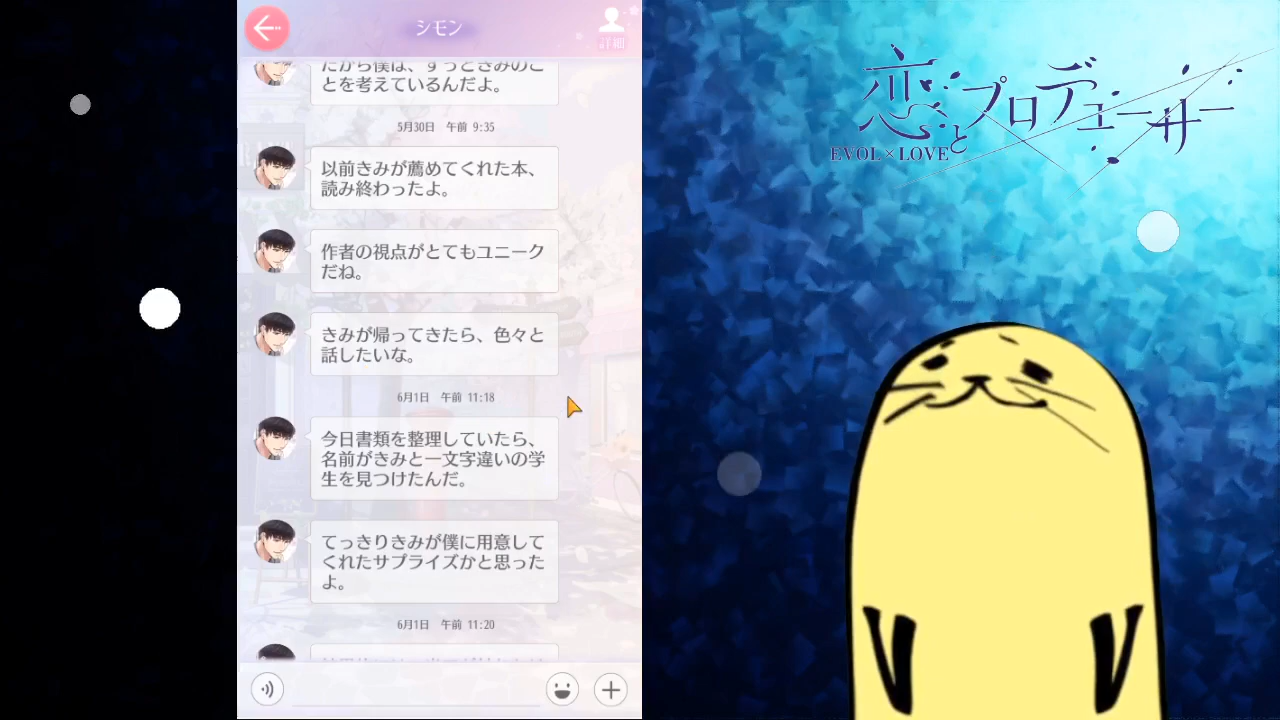 シモン
詳細
たから僕は、ずっときみのこ
とを考えているんだよ。
5月30日 午前 9:35
以前きみが薦めてくれた本、
読み終わったよ。
作者の視点がとてもユニーク
だね。
きみが帰ってきたら、色々と
話したいな。
6月1日 午前 11:18
今日書類を整理していたら、
名前がきみと一文字違いの学
生を見つけたんだ。
てっきりきみが僕に用意して
くれたサプライズかと思った
よ。
6月1日 午前 11:20
恋とプロデューサー
EVOL×LOVE